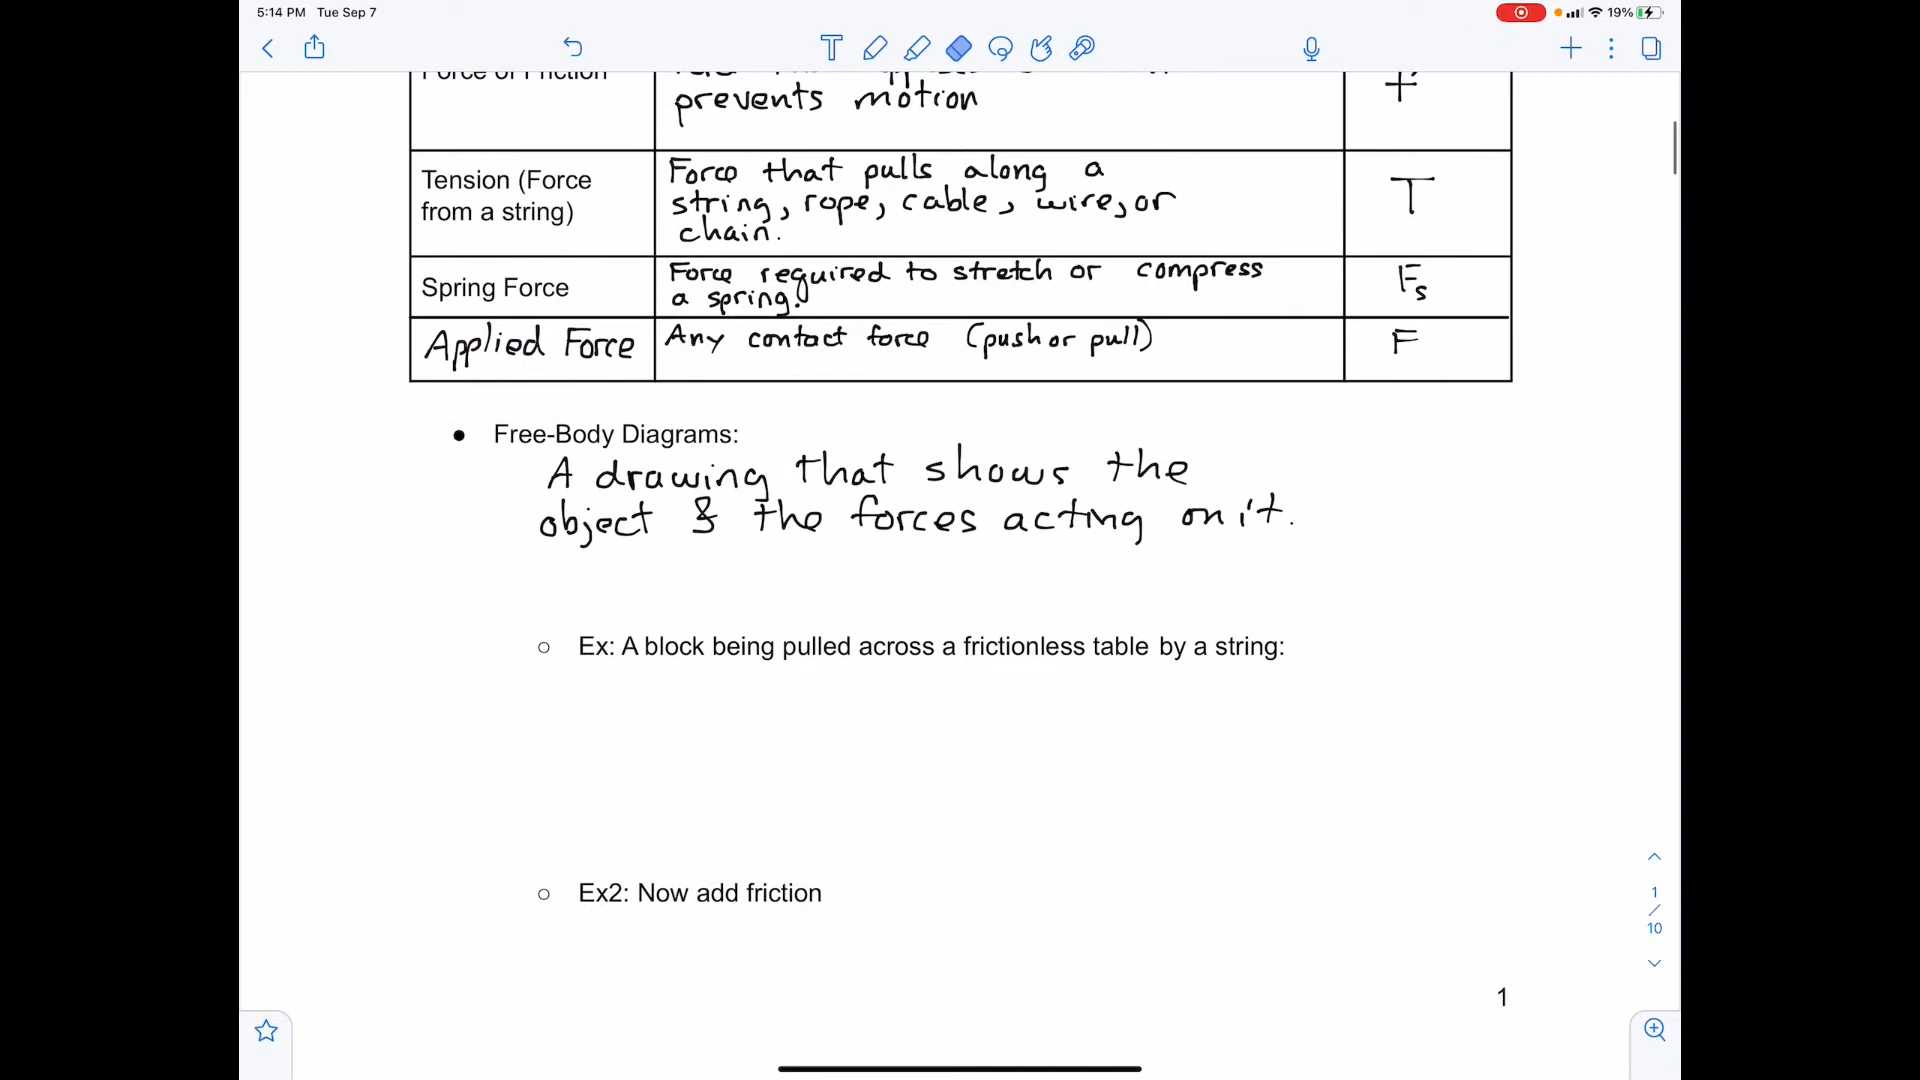 5:14 PM Tue Sep 7
19%
Force of Friction
prevents motion
f
Tension (Force
from a string)
Force that pulls along a
string, rope, cable, wire, or
chain.
T
Spring Force
Force required to stretch or compress
a spring.
Fs
Applied Force
Any contact force (push or pull)
F
● Free-Body Diagrams:
A drawing that shows the
object & the forces acting on it.
○ Ex: A block being pulled across a frictionless table by a string:
○ Ex2: Now add friction
1
/
10
1